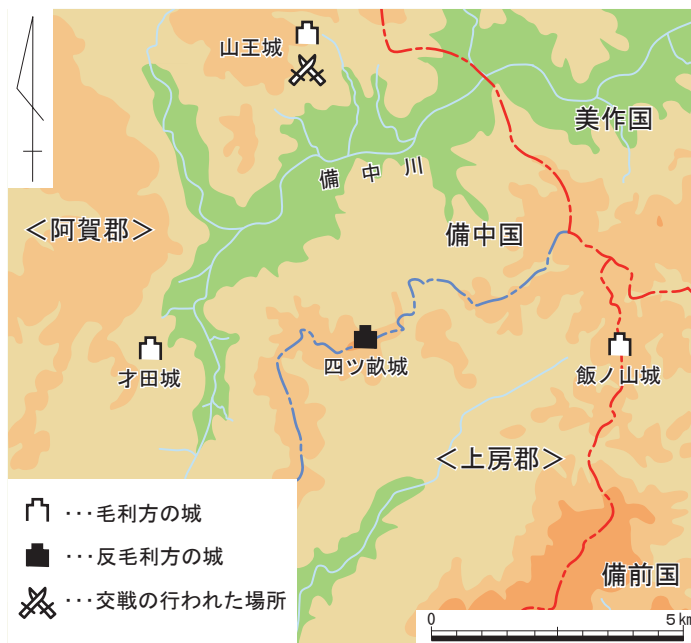 山王城
美作国
備中川
<阿賀郡>
備中国
四ツ畝城
才田城
飯ノ山城
<上房郡>
備前国
…毛利方の城
…反毛利方の城
…交戦の行われた場所
0 5km